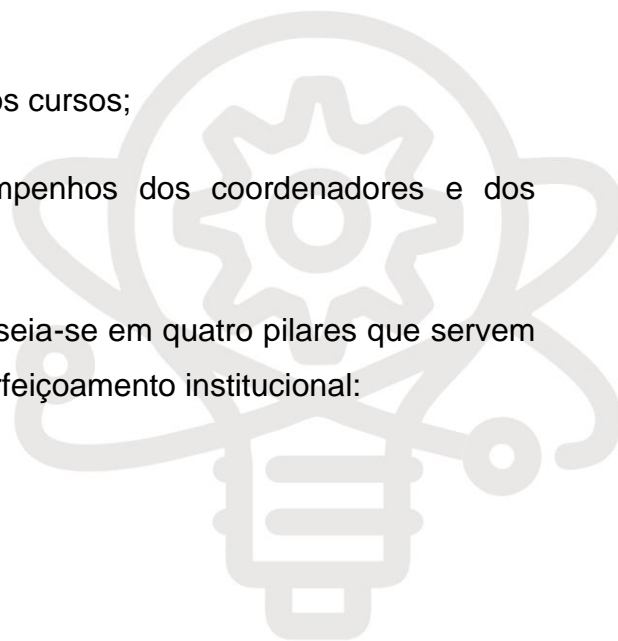 os cursos;
mpenhos dos coordenadores e dos
seia-se em quatro pilares que servem
rfeiçoamento institucional: